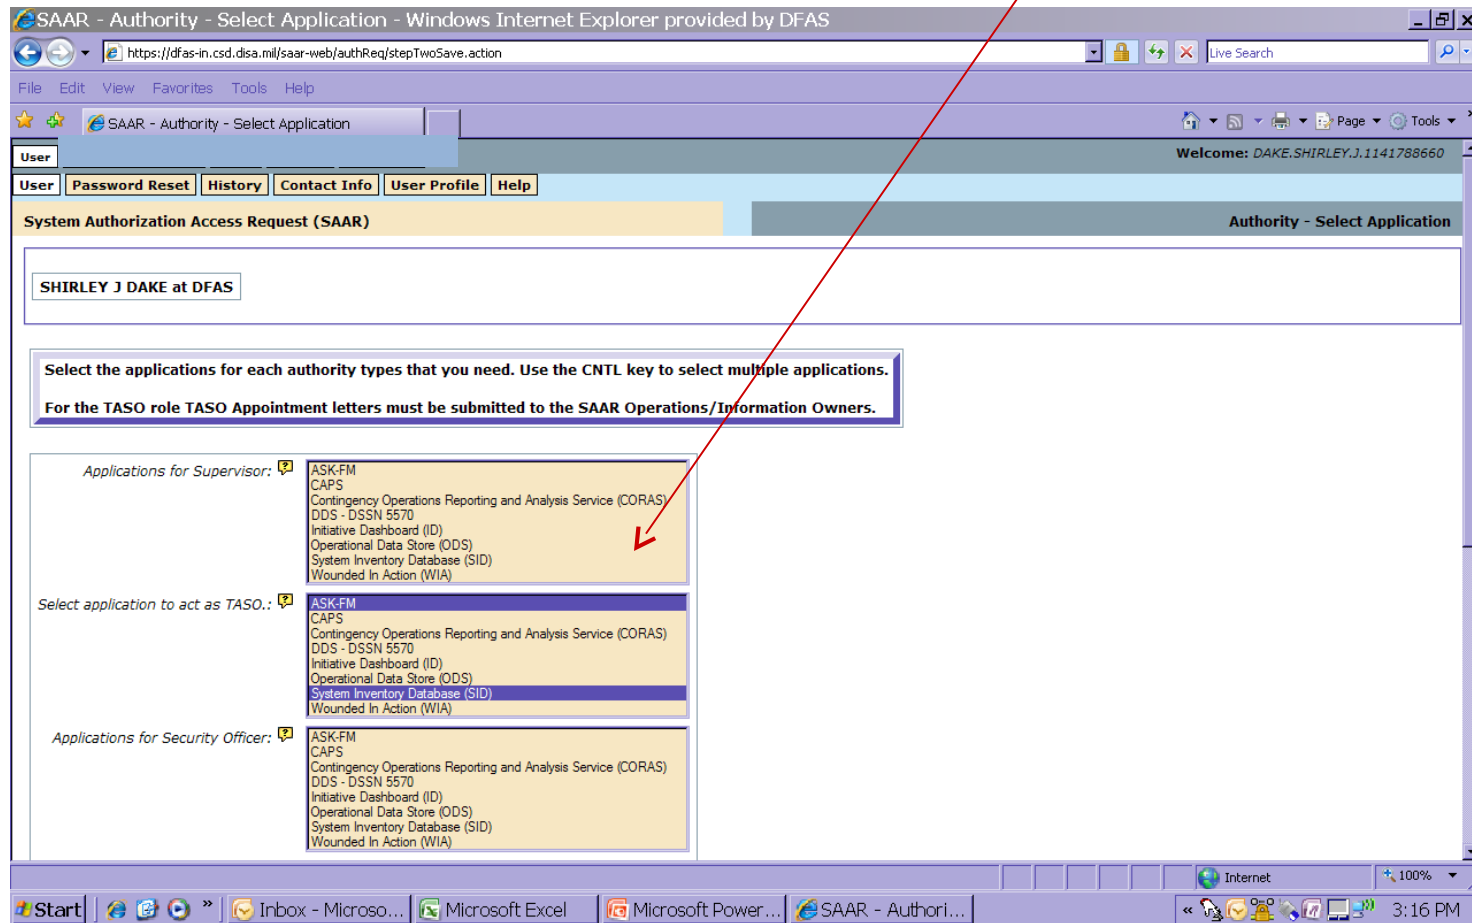 SAAR - Authority - Select Application - Windows Internet Explorer provided by DFAS
https://dfas-in.csd.disa.mil/saar-web/authReq/stepTwoSave.action
Live Search
File Edit View Favorites Tools Help
SAAR - Authority - Select Application
Page Tools »
User
Welcome: DAKE.SHIRLEY.J.1141788660
User Password Reset History Contact Info User Profile Help
System Authorization Access Request (SAAR)
Authority - Select Application
SHIRLEY J DAKE at DFAS
Select the applications for each authority types that you need. Use the CNTL key to select multiple applications.
For the TASO role TASO Appointment letters must be submitted to the SAAR Operations/Information Owners.
Applications for Supervisor: ?
ASK-FM
CAPS
Contingency Operations Reporting and Analysis Service (CORAS)
DDS - DSSN 5570
Initiative Dashboard (ID)
Operational Data Store (ODS)
System Inventory Database (SID)
Wounded In Action (WIA)
Select application to act as TASO.: ?
ASK-FM
CAPS
Contingency Operations Reporting and Analysis Service (CORAS)
DDS - DSSN 5570
Initiative Dashboard (ID)
Operational Data Store (ODS)
System Inventory Database (SID)
Wounded In Action (WIA)
Applications for Security Officer: ?
ASK-FM
CAPS
Contingency Operations Reporting and Analysis Service (CORAS)
DDS - DSSN 5570
Initiative Dashboard (ID)
Operational Data Store (ODS)
System Inventory Database (SID)
Wounded In Action (WIA)
Internet 100%
Start » Inbox - Microso... Microsoft Excel Microsoft Power... SAAR - Authori... « 3:16 PM